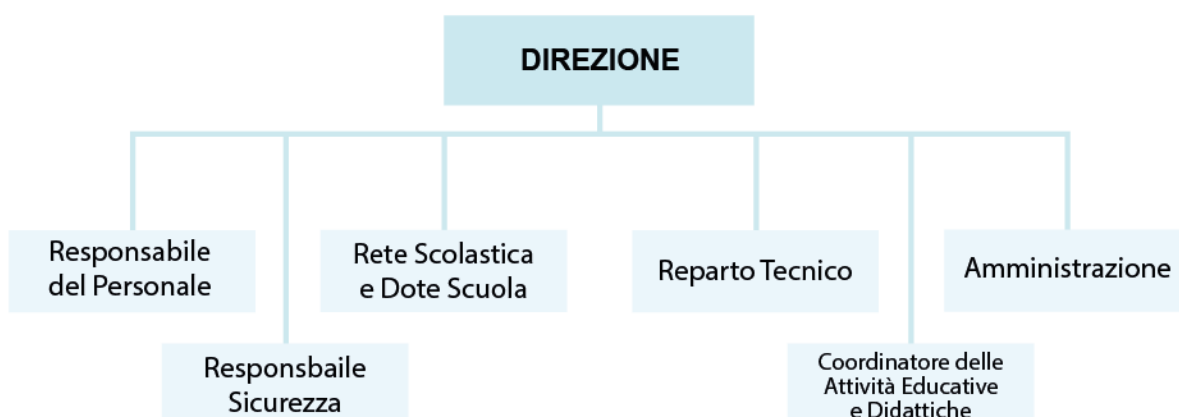 DIREZIONE
Responsabile
del Personale
Rete Scolastica
e Dote Scuola
Reparto Tecnico
Amministrazione
Responsbaile
Sicurezza
Coordinatore delle
Attività Educative
e Didattiche